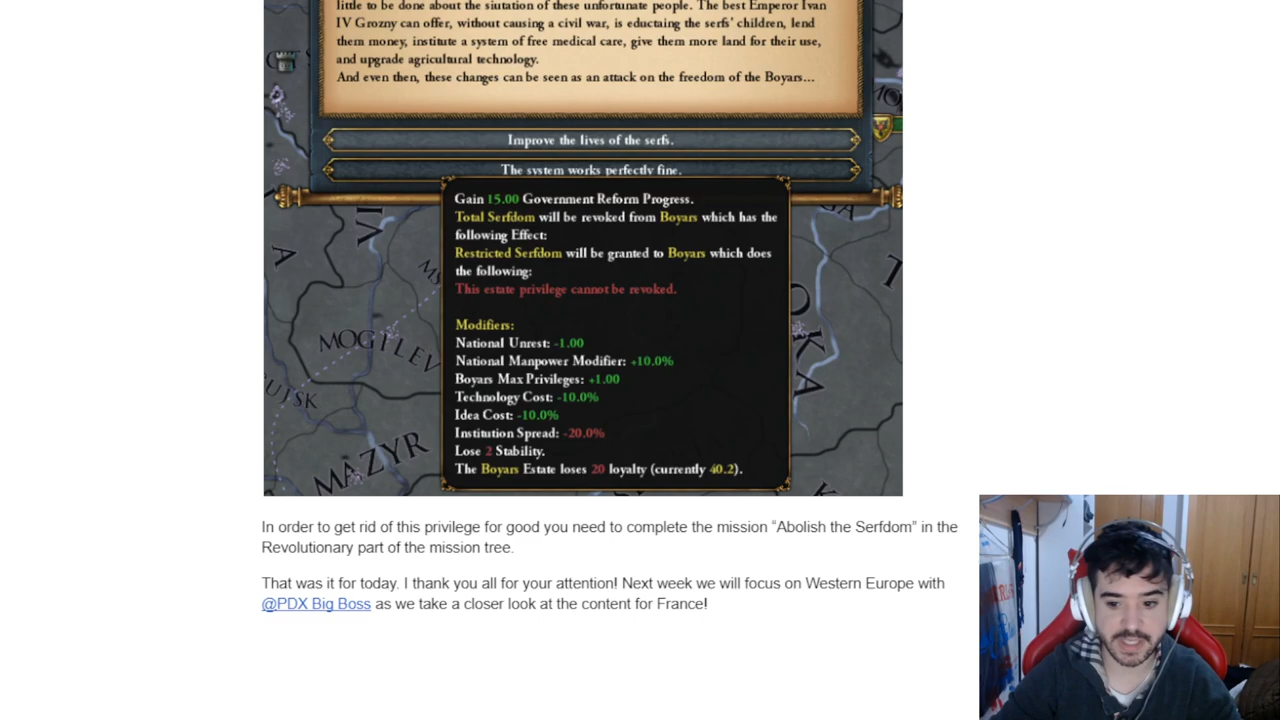 little to be done about the siutation of these unfortunate people. The best Emperor Ivan
IV Grozny can offer, without causing a civil war, is eductaing the serfs' children, lend
them money, institute a system of free medical care, give them more land for their use,
and upgrade agricultural technology.
And even then, these changes can be seen as an attack on the freedom of the Boyars...
Improve the lives of the serfs.
The system works perfectly fine.
Gain 15.00 Government Reform Progress.
Total Serfdom will be revoked from Boyars which has the
following Effect:
Restricted Serfdom will be granted to Boyars which does
the following:
This estate privilege cannot be revoked.
Modifiers:
National Unrest: -1.00
National Manpower Modifier: +10.0%
Boyars Max Privileges: +1.00
Technology Cost: -10.0%
Idea Cost: -10.0%
Institution Spread: -20.0%
Lose 2 Stability.
The Boyars Estate loses 20 loyalty (currently 40.2).
MOGYLEV
MAZYR
OKA
In order to get rid of this privilege for good you need to complete the mission “Abolish the Serfdom” in the
Revolutionary part of the mission tree.
That was it for today. I thank you all for your attention! Next week we will focus on Western Europe with
@PDX Big Boss as we take a closer look at the content for France!